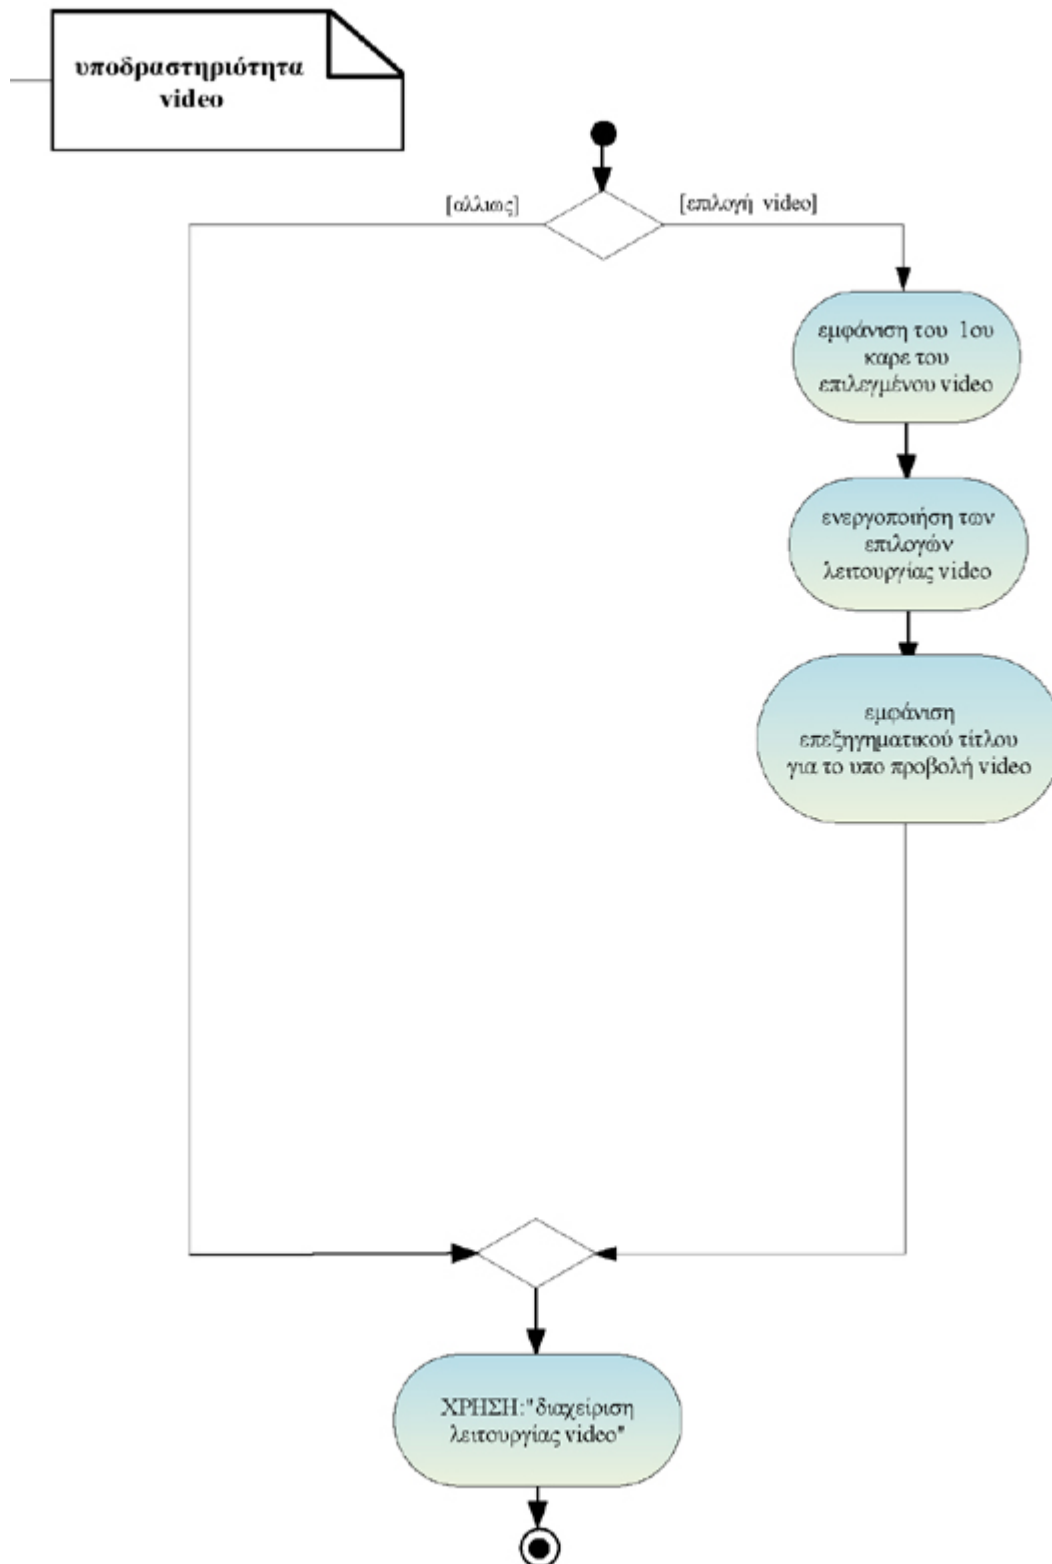 υποδραστηριότητα
video
[αλλιως]
[επιλογή video]
εμφάνιση του 1ου
καρε του
επιλεγμένου video
ενεργοποιήση των
επιλογών
λειτουργίας video
εμφάνιση
επεξηγηματικού τίτλου
για το υπο προβολή video
ΧΡΗΣΗ:"διαχείριση
λειτουργίας video"